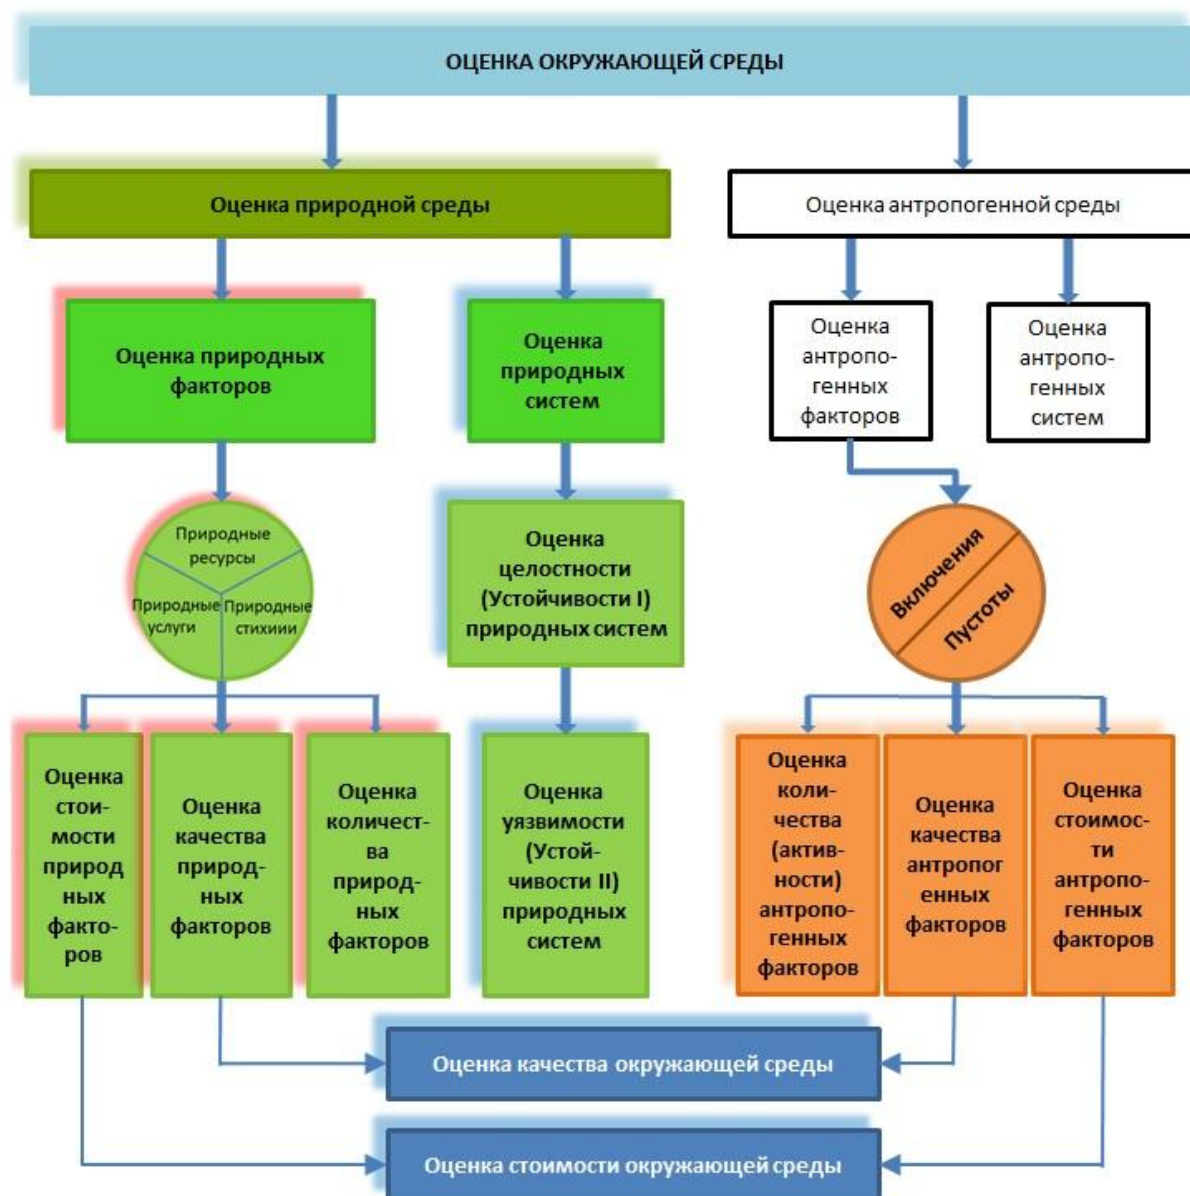 ОЦЕНКА ОКРУЖАЮЩЕЙ СРЕДЫ
Оценка природной среды
Оценка антропогенной среды
Оценка природных
факторов
Оценка
природных
систем
Оценка
антропо-
генных
факторов
Оценка
антропо-
генных
систем
Природные
ресурсы
Природные
услуги
Природные
стихиии
Оценка
целостности
(Устойчивости I)
природных систем
Включения
Пустоты
Оценка
стои-
мости
природ
ных
факто-
ров
Оценка
качества
природ-
ных
факторов
Оценка
количест-
ва
природ-
ных
факторов
Оценка
уязвимости
(Устой-
чивости II)
природных
систем
Оценка
коли-
чества
(актив-
ности)
антропо-
генных
факторов
Оценка
качества
антропог
енных
факторов
Оценка
стоимос-
ти
антропо-
генных
факторов
Оценка качества окружающей среды
Оценка стоимости окружающей среды